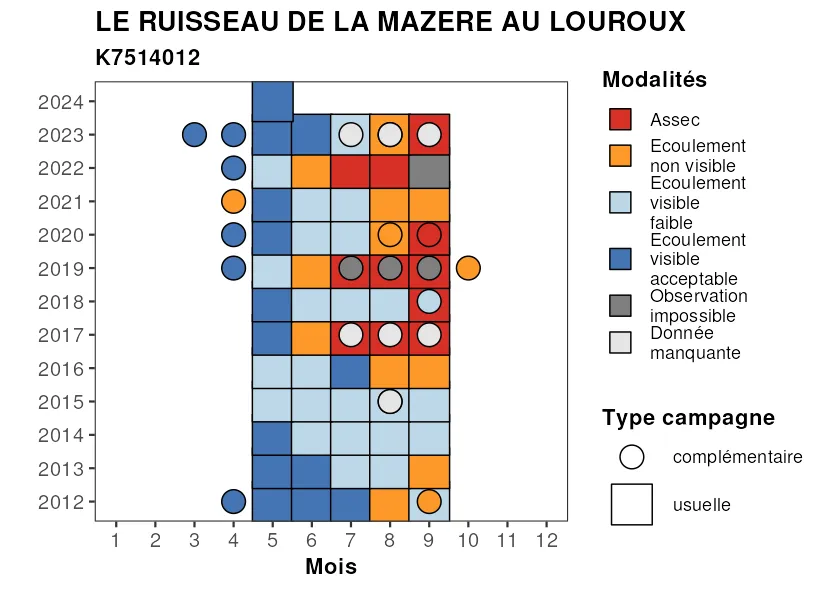 LE RUISSEAU DE LA MAZERE AU LOUROUX
K7514012
2024
2023
2022
2021
2020
2019
2018
2017
2016
2015
2014
2013
2012
1 2 3 4 5 6 7 8 9 10 11 12
Mois
Modalités
Assec
Ecoulement
non visible
Ecoulement
visible
faible
Ecoulement
visible
acceptable
Observation
impossible
Donnée
manquante
Type campagne
complémentaire
usuelle